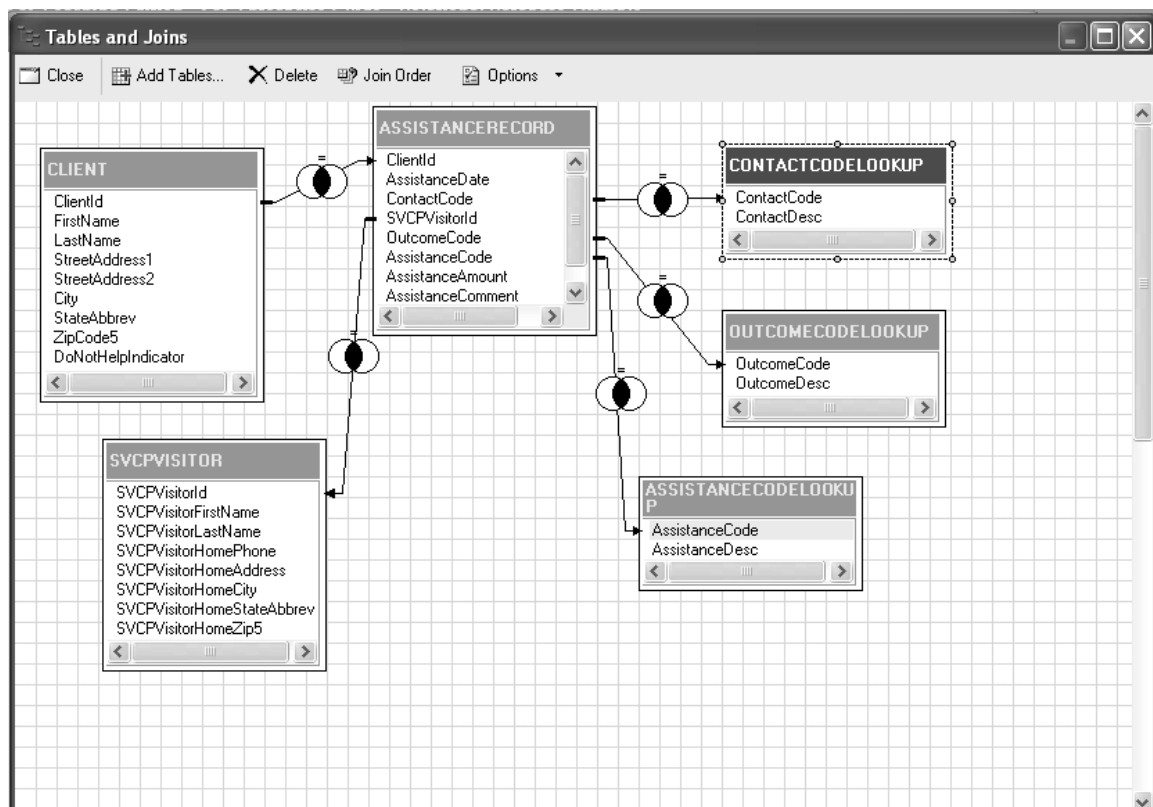 Tables and Joins
Close Add Tables... Delete Join Order Options
CLIENT
ClientId
FirstName
LastName
StreetAddress1
StreetAddress2
City
StateAbbrev
ZipCode5
DoNotHelpIndicator
ASSISTANCERECORD
ClientId
AssistanceDate
ContactCode
SVCPVisitorId
OutcomeCode
AssistanceCode
AssistanceAmount
AssistanceComment
CONTACTCODELOOKUP
ContactCode
ContactDesc
OUTCOMECODELOOKUP
OutcomeCode
OutcomeDesc
SVCPVISITOR
SVCPVisitorId
SVCPVisitorFirstName
SVCPVisitorLastName
SVCPVisitorHomePhone
SVCPVisitorHomeAddress
SVCPVisitorHomeCity
SVCPVisitorHomeStateAbbrev
SVCPVisitorHomeZip5
ASSISTANCECODELOOKU
P
AssistanceCode
AssistanceDesc
=
=
=
=
=